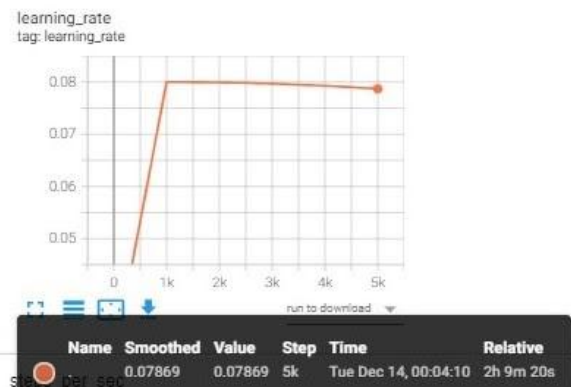 learning_rate
tag: learning_rate
0.08
0.07
0.06
0.05
0 1k 2k 3k 4k 5k
run to download
Name Smoothed Value Step Time Relative
. 0.07869 0.07869 5k Tue Dec 14, 00:04:10 2h 9m 20s
per sec